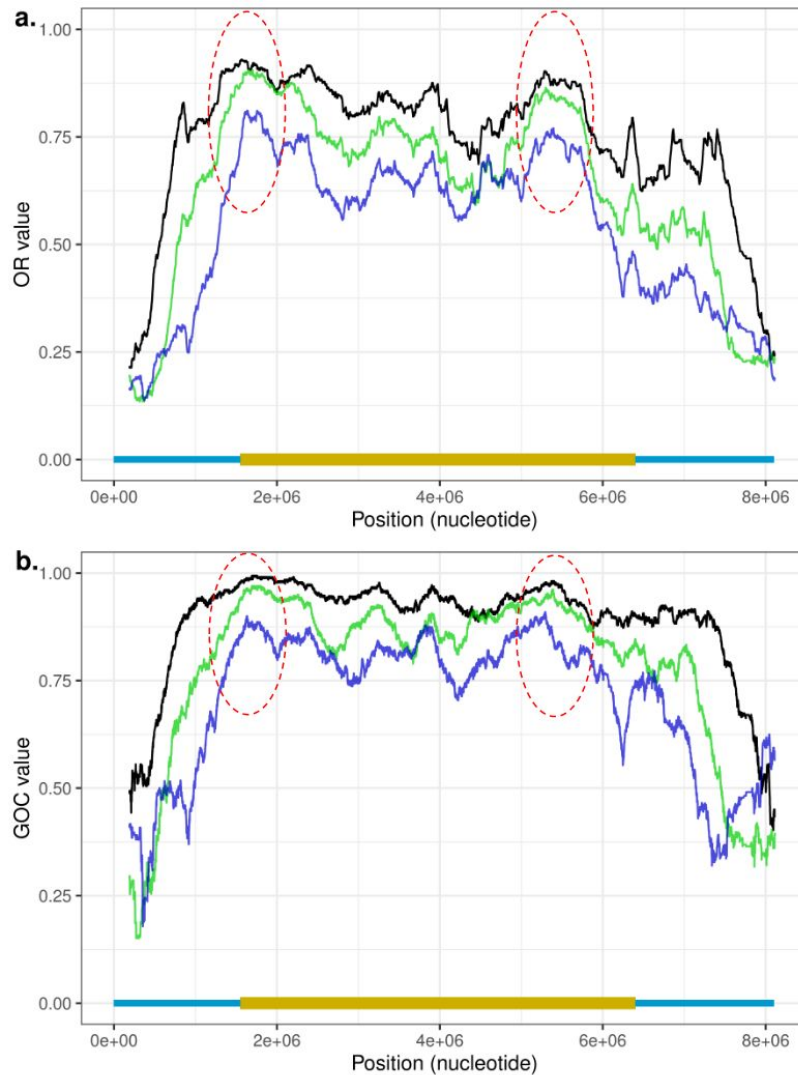 a.
1.00
0.75
0.50
0.25
0.00
OR value
0e+00 2e+06 4e+06 6e+06 8e+06
Position (nucleotide)
b.
1.00
0.75
0.50
0.25
0.00
GOC value
0e+00 2e+06 4e+06 6e+06 8e+06
Position (nucleotide)